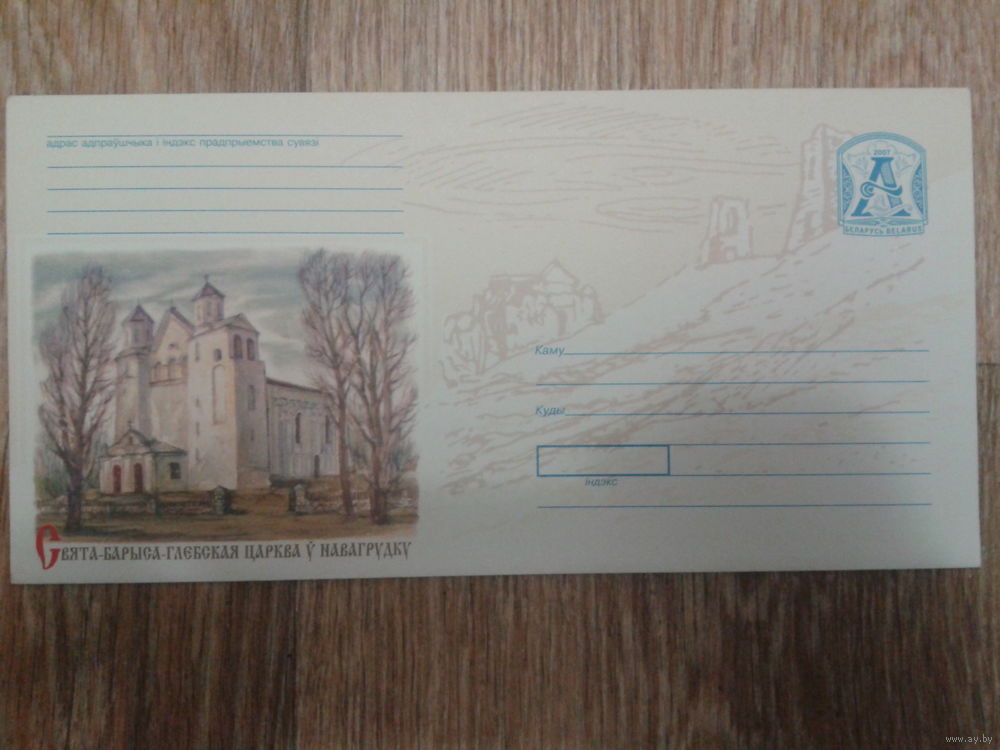 адрас адпраўшчыка і індэкс прадпрыемства сувязі
2007
А
БЕЛАРУСЬ BELARUS
Каму
Куды
індэкс
СВЯТА-БАРЫСА-ГЛЕБСКАЯ ЦАРКВА Ў НАВАГРУДКУ
www.ay.by